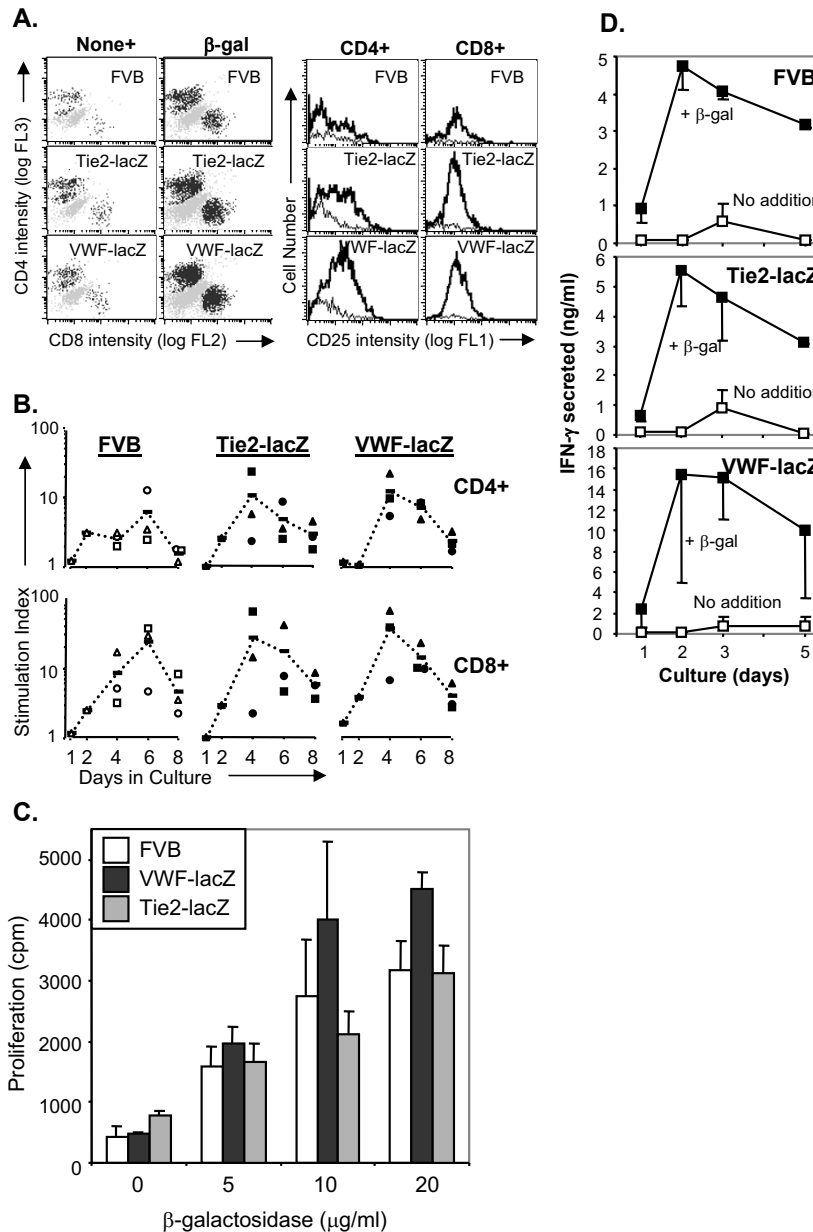 A.
None+
β-gal
CD4+
CD8+
FVB
FVB
FVB
FVB
Tie2-lacZ
Tie2-lacZ
Tie2-lacZ
Tie2-lacZ
VWF-lacZ
VWF-lacZ
VWF-lacZ
VWF-lacZ
CD4 intensity (log FL3)
CD8 intensity (log FL2)
Cell Number
CD25 intensity (log FL1)
B.
FVB
Tie2-lacZ
VWF-lacZ
100
10
1
CD4+
100
10
1
CD8+
Stimulation Index
1 2 4 6 8
1 2 4 6 8
1 2 4 6 8
Days in Culture
C.
FVB
VWF-lacZ
Tie2-lacZ
5000
4000
3000
2000
1000
0
Proliferation (cpm)
0 5 10 20
β-galactosidase (μg/ml)
D.
5
4
3
2
1
0
FVB
+ β-gal
No addition
6
5
4
3
2
1
0
Tie2-lacZ
+ β-gal
No addition
18
16
14
12
10
8
6
4
2
0
VWF-lacZ
+ β-gal
No addition
IFN-γ secreted (ng/ml)
1 2 3 5
Culture (days)